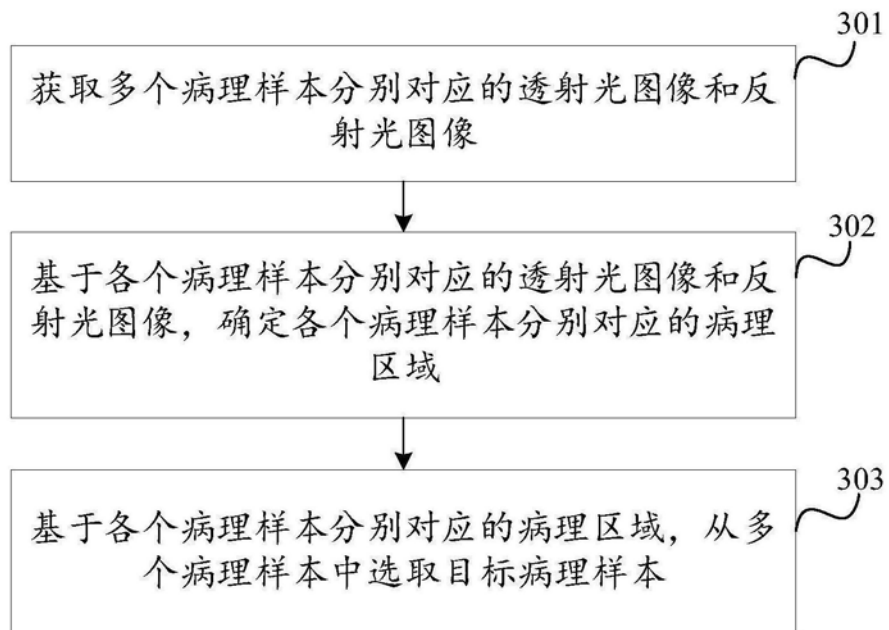 301
获取多个病理样本分别对应的透射光图像和反
射光图像
302
基于各个病理样本分别对应的透射光图像和反
射光图像，确定各个病理样本分别对应的病理
区域
303
基于各个病理样本分别对应的病理区域，从多
个病理样本中选取目标病理样本